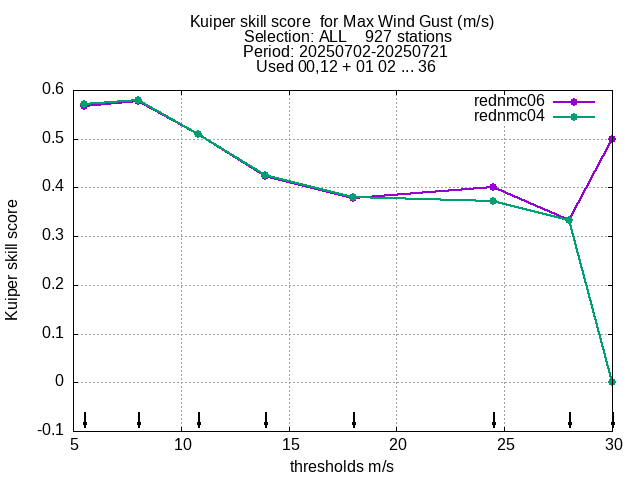 Kuiper skill score  for Max Wind Gust (m/s)
Selection: ALL    927 stations
Period: 20250702-20250721
Used 00,12 + 01 02 ... 36
rednmc06
rednmc04
0.6
0.5
0.4
0.3
0.2
0.1
0
-0.1
Kuiper skill score
5 10 15 20 25 30
thresholds m/s